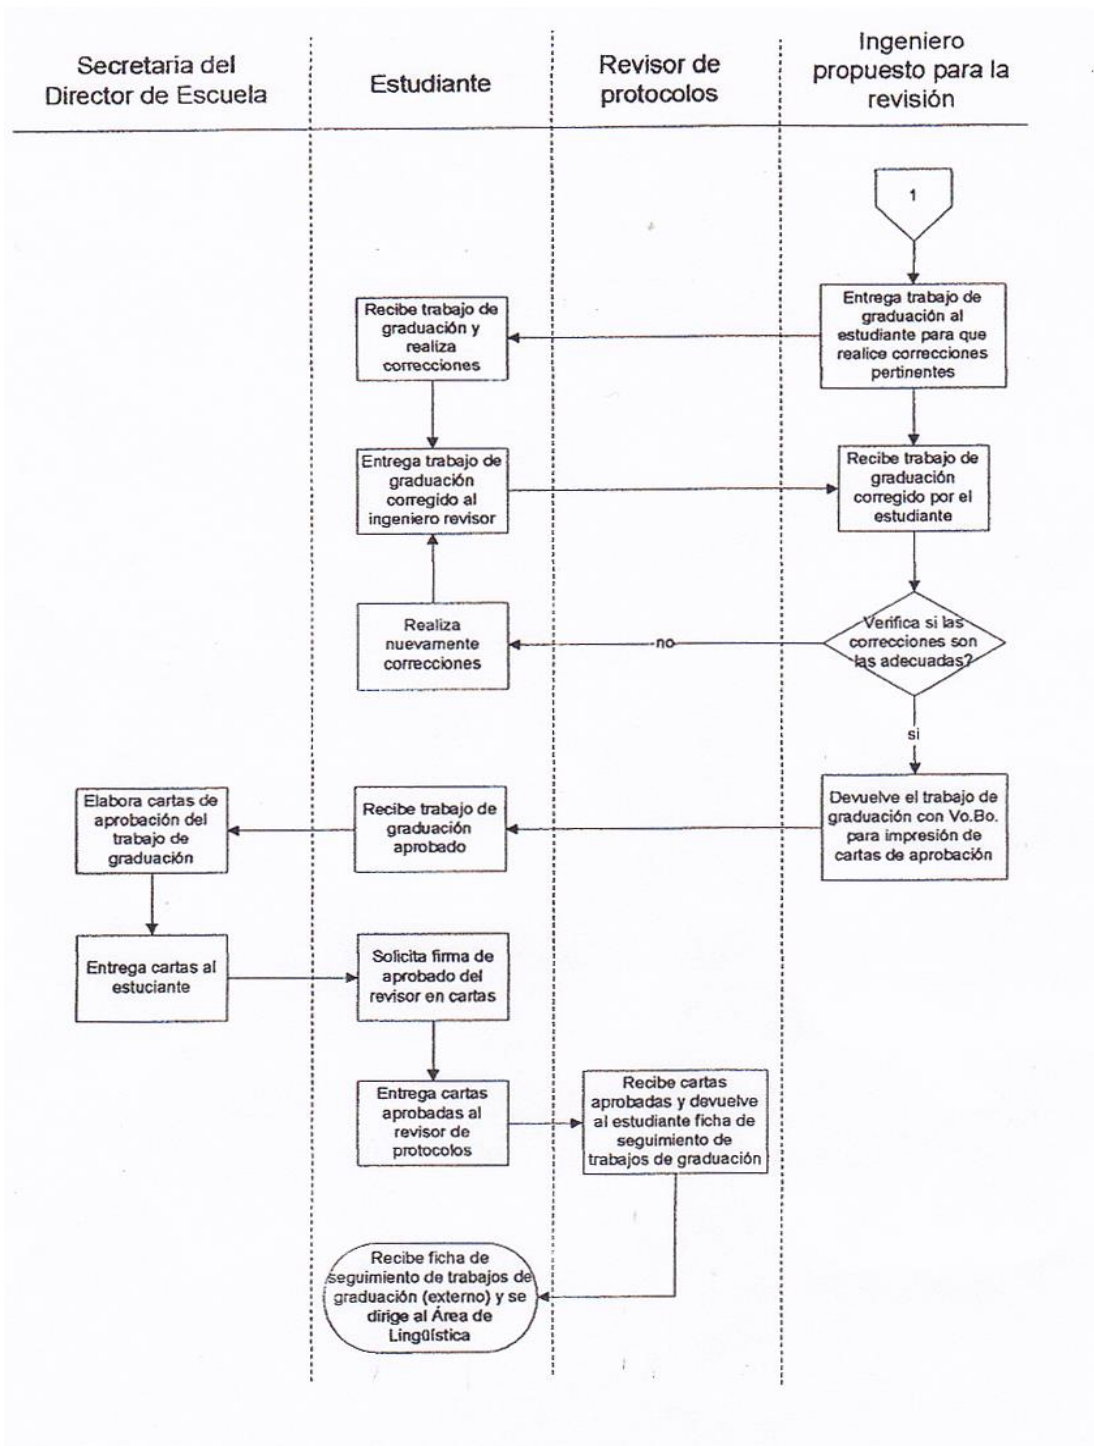 Secretaria del
Director de Escuela
Estudiante
Revisor de
protocolos
Ingeniero
propuesto para la
revisión
1
Entrega trabajo de
graduación al
estudiante para que
realice correcciones
pertinentes
Recibe trabajo de
graduación y
realiza
correcciones
Entrega trabajo de
graduación
corregido al
ingeniero revisor
Recibe trabajo de
graduación
corregido por el
estudiante
Verifica si las
correcciones son
las adecuadas?
no
Realiza
nuevamente
correcciones
si
Devuelve el trabajo de
graduación con Vo.Bo.
para impresión de
cartas de aprobación
Recibe trabajo de
graduación
aprobado
Elabora cartas de
aprobación del
trabajo de
graduación
Entrega cartas al
estuciante
Solicita firma de
aprobado del
revisor en cartas
Entrega cartas
aprobadas al
revisor de
protocolos
Recibe cartas
aprobadas y devuelve
al estudiante ficha de
seguimiento de
trabajos de graduación
Recibe ficha de
seguimiento de trabajos de
graduación (externo) y se
dirige al Área de
Lingüística